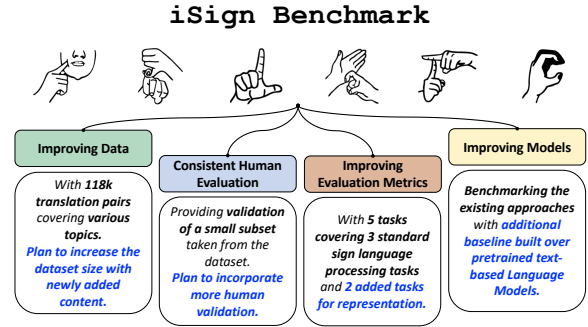 iSign Benchmark
Improving Data
With 118k
translation pairs
covering various
topics.
Plan to increase the
dataset size with
newly added
content.
Consistent Human
Evaluation
Providing validation
of a small subset
taken from the
dataset.
Plan to incorporate
more human
validation.
Improving
Evaluation Metrics
With 5 tasks
covering 3 standard
sign language
processing tasks
and 2 added tasks
for representation.
Improving Models
Benchmarking the
existing approaches
with additional
baseline built over
pretrained text-
based Language
Models.